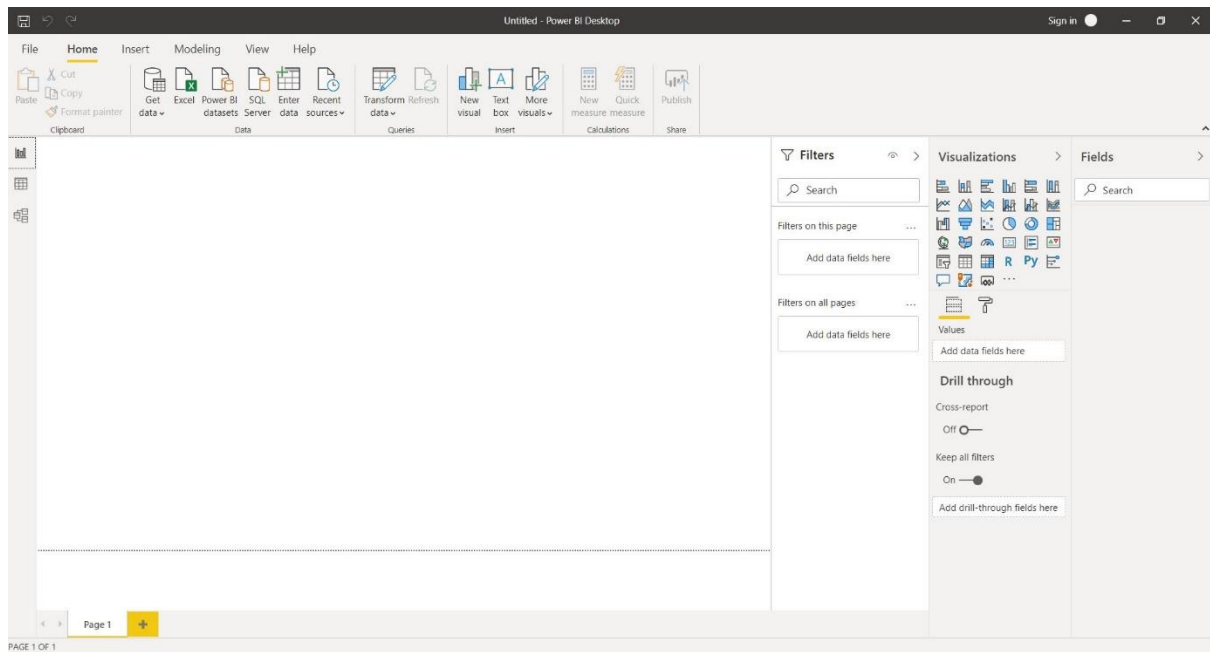 Untitled - Power BI Desktop
Sign in
File Home Insert Modeling View Help
Paste
Cut
Copy
Format painter
Clipboard
Get data
Excel
Power BI datasets
SQL Server
Enter data
Recent sources
Data
Transform data
Refresh
Queries
New visual
Text box
More visuals
Insert
New measure
Quick measure
Calculations
Publish
Share
Filters
Search
Filters on this page ...
Add data fields here
Filters on all pages ...
Add data fields here
Visualizations
R Py
...
Values
Add data fields here
Drill through
Cross-report
Off
Keep all filters
On
Add drill-through fields here
Fields
Search
Page 1
PAGE 1 OF 1